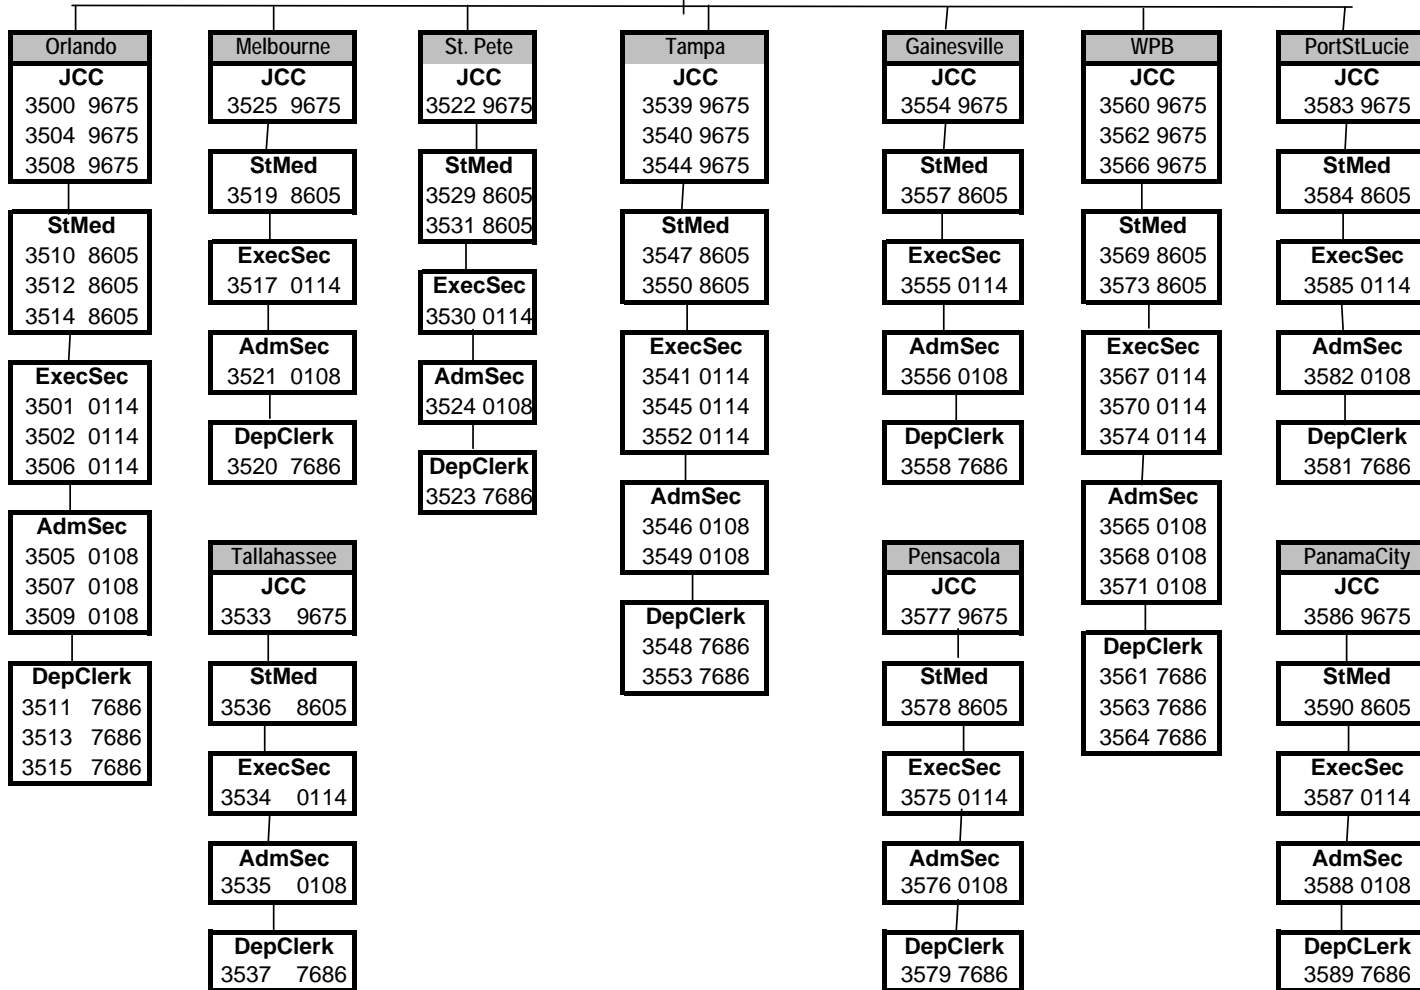 Orlando
JCC
3500 9675
3504 9675
3508 9675
StMed
3510 8605
3512 8605
3514 8605
ExecSec
3501 0114
3502 0114
3506 0114
AdmSec
3505 0108
3507 0108
3509 0108
DepClerk
3511 7686
3513 7686
3515 7686
Melbourne
JCC
3525 9675
StMed
3519 8605
ExecSec
3517 0114
AdmSec
3521 0108
DepClerk
3520 7686
Tallahassee
JCC
3533 9675
StMed
3536 8605
ExecSec
3534 0114
AdmSec
3535 0108
DepClerk
3537 7686
St. Pete
JCC
3522 9675
StMed
3529 8605
3531 8605
ExecSec
3530 0114
AdmSec
3524 0108
DepClerk
3523 7686
Tampa
JCC
3539 9675
3540 9675
3544 9675
StMed
3547 8605
3550 8605
ExecSec
3541 0114
3545 0114
3552 0114
AdmSec
3546 0108
3549 0108
DepClerk
3548 7686
3553 7686
Gainesville
JCC
3554 9675
StMed
3557 8605
ExecSec
3555 0114
AdmSec
3556 0108
DepClerk
3558 7686
Pensacola
JCC
3577 9675
StMed
3578 8605
ExecSec
3575 0114
AdmSec
3576 0108
DepClerk
3579 7686
WPB
JCC
3560 9675
3562 9675
3566 9675
StMed
3569 8605
3573 8605
ExecSec
3567 0114
3570 0114
3574 0114
AdmSec
3565 0108
3568 0108
3571 0108
DepClerk
3561 7686
3563 7686
3564 7686
PortStLucie
JCC
3583 9675
StMed
3584 8605
ExecSec
3585 0114
AdmSec
3582 0108
DepClerk
3581 7686
PanamaCity
JCC
3586 9675
StMed
3590 8605
ExecSec
3587 0114
AdmSec
3588 0108
DepCLerk
3589 7686